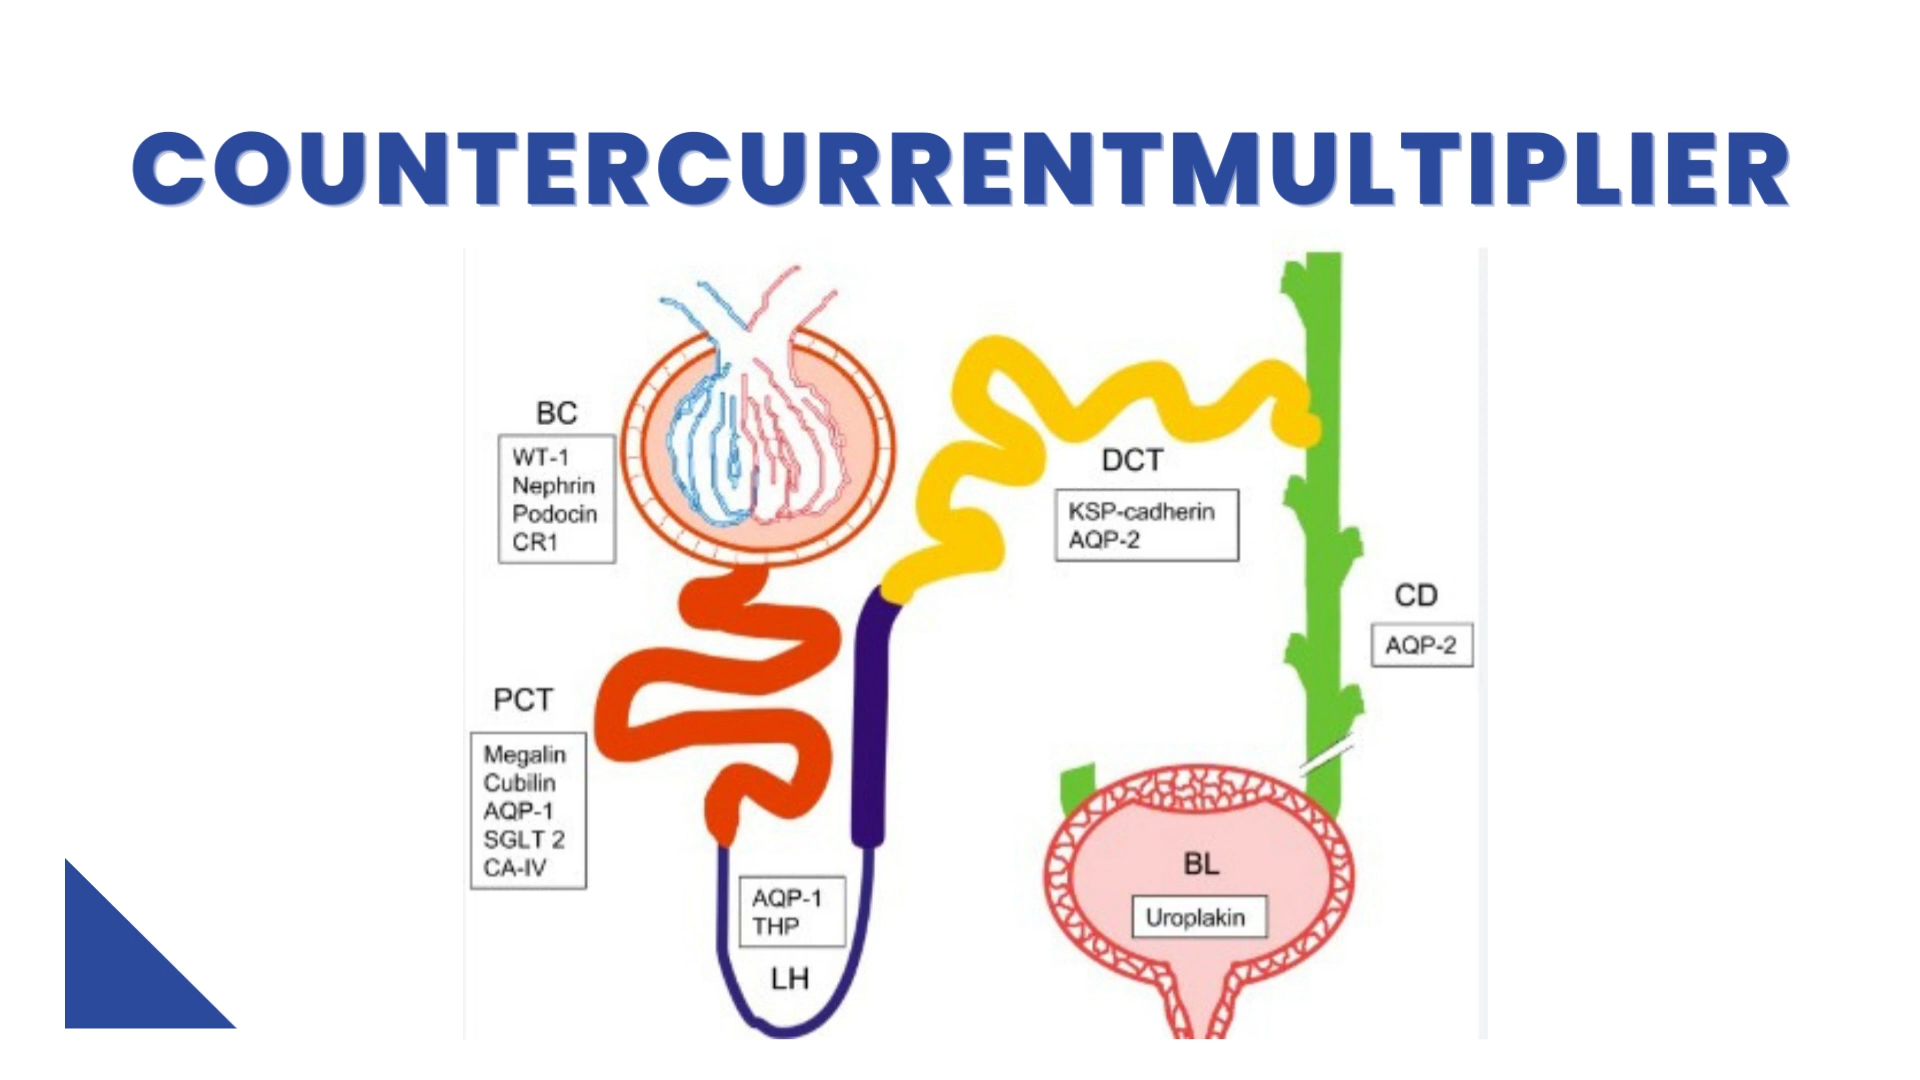 COUNTERCURRENTMULTIPLIER
BC
WT-1
Nephrin
Podocin
CR1
DCT
KSP-cadherin
AQP-2
CD
AQP-2
PCT
Megalin
Cubilin
AQP-1
SGLT 2
CA-IV
AQP-1
THP
LH
BL
Uroplakin